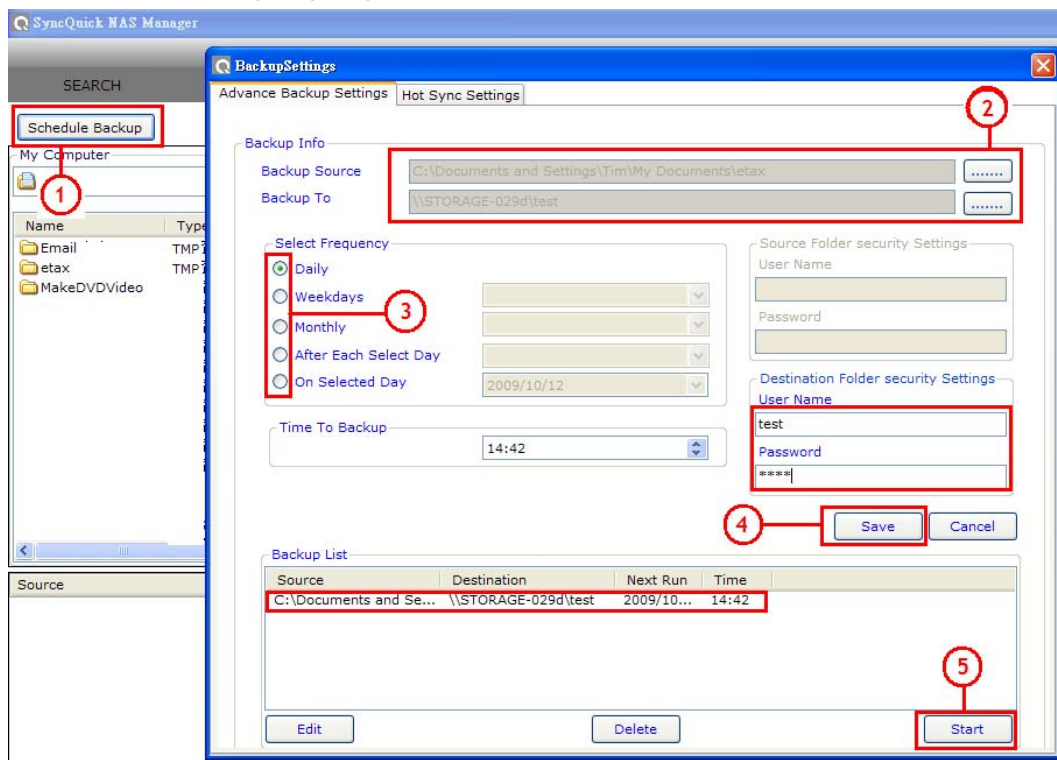 SyncQuick NAS Manager
SEARCH
Schedule Backup
1
My Computer
Name Type
Email TMP
etax TMP
MakeDVDVideo
Source
BackupSettings
Advance Backup Settings Hot Sync Settings
2
Backup Info
Backup Source C:\Documents and Settings\Tim\My Documents\etax .......
Backup To \\STORAGE-029d\test .......
Select Frequency
Daily
Weekdays
3
Monthly
After Each Select Day
On Selected Day 2009/10/12
Source Folder security Settings
User Name
Password
Time To Backup
14:42
Destination Folder security Settings
User Name
test
Password
****
4
Save Cancel
Backup List
Source Destination Next Run Time
C:\Documents and Se... \\STORAGE-029d\test 2009/10... 14:42
5
Edit Delete Start